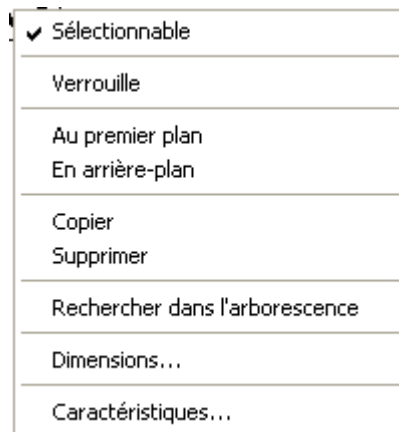 Sélectionnable
Verrouille
Au premier plan
En arrière-plan
Copier
Supprimer
Rechercher dans l'arborescence
Dimensions...
Caractéristiques...